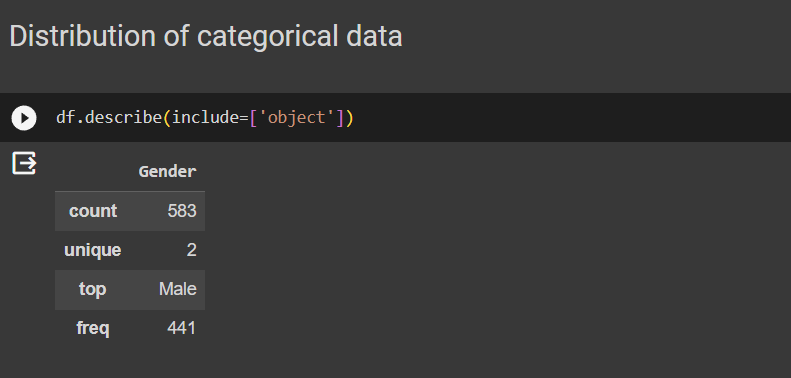 Distribution of categorical data
df.describe(include=['object'])
Gender
count 583
unique 2
top Male
freq 441